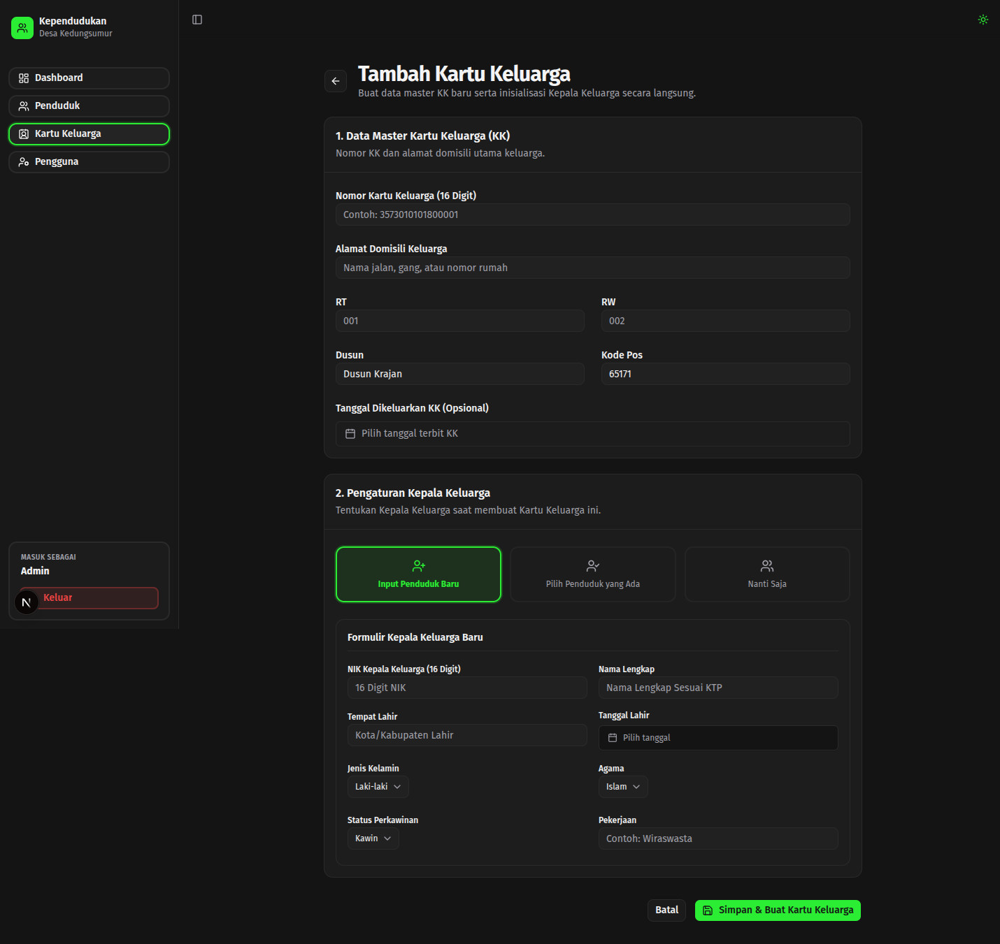 Kependudukan
Desa Kedungsumur
Dashboard
Penduduk
Kartu Keluarga
Pengguna
MASUK SEBAGAI
Admin
N
Keluar
Tambah Kartu Keluarga
Buat data master KK baru serta inisialisasi Kepala Keluarga secara langsung.
1. Data Master Kartu Keluarga (KK)
Nomor KK dan alamat domisili utama keluarga.
Nomor Kartu Keluarga (16 Digit)
Contoh: 3573010101800001
Alamat Domisili Keluarga
Nama jalan, gang, atau nomor rumah
RT
RW
001
002
Dusun
Kode Pos
Dusun Krajan
65171
Tanggal Dikeluarkan KK (Opsional)
Pilih tanggal terbit KK
2. Pengaturan Kepala Keluarga
Tentukan Kepala Keluarga saat membuat Kartu Keluarga ini.
Input Penduduk Baru
Pilih Penduduk yang Ada
Nanti Saja
Formulir Kepala Keluarga Baru
NIK Kepala Keluarga (16 Digit)
Nama Lengkap
16 Digit NIK
Nama Lengkap Sesuai KTP
Tempat Lahir
Tanggal Lahir
Kota/Kabupaten Lahir
Pilih tanggal
Jenis Kelamin
Agama
Laki-laki
Islam
Status Perkawinan
Pekerjaan
Kawin
Contoh: Wiraswasta
Batal
Simpan & Buat Kartu Keluarga